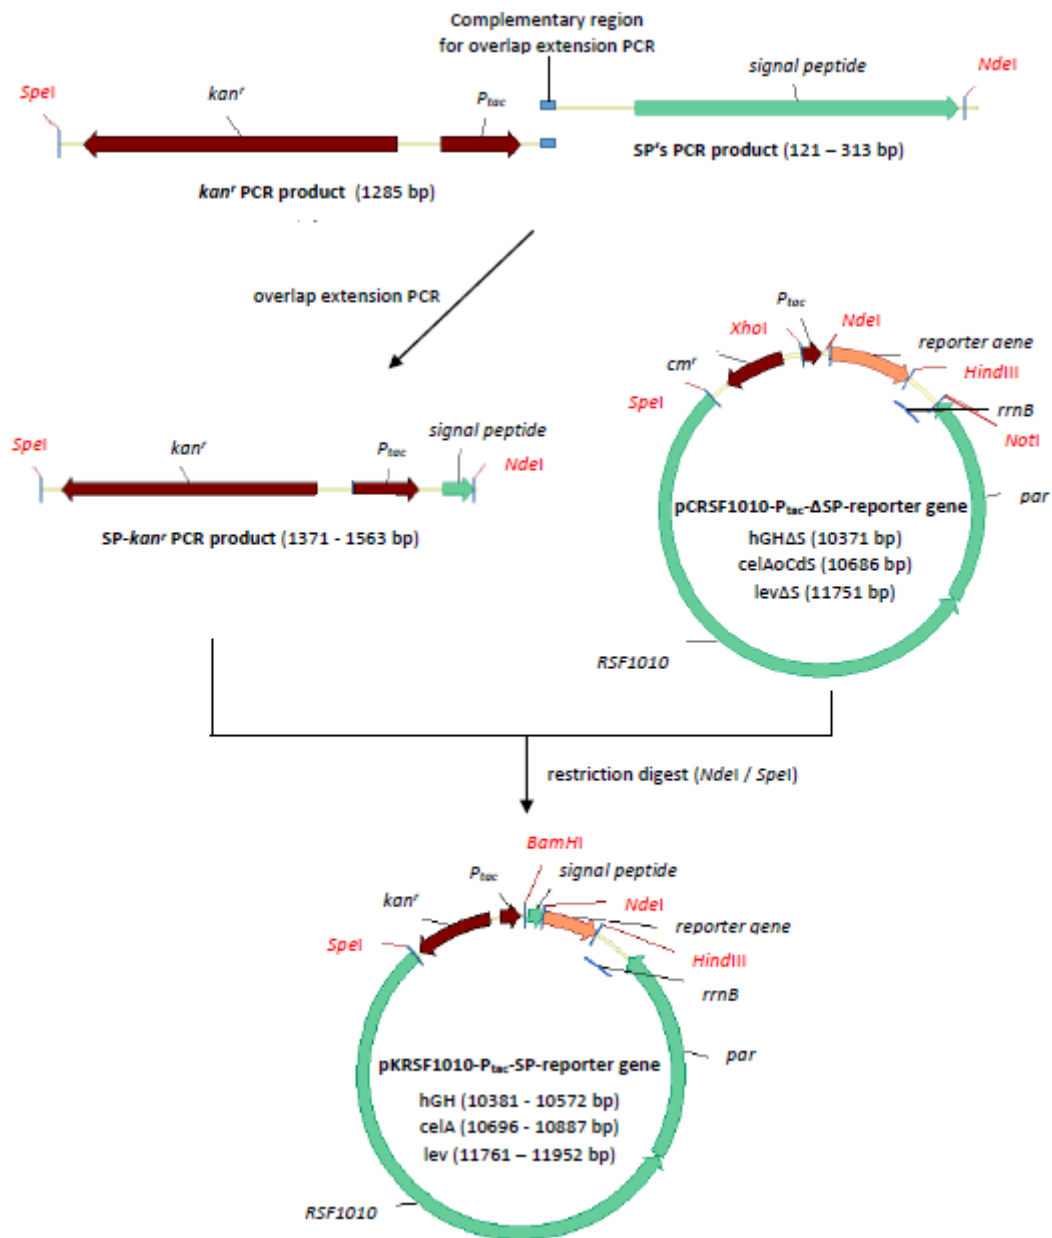 Complementary region
for overlap extension PCR
signal peptide
NdeI
SpeI
kanʳ
Ptac
SP's PCR product (121 – 313 bp)
kanʳ PCR product (1285 bp)
overlap extension PCR
Ptac
XhoI
NdeI
reporter gene
cmʳ
HindIII
SpeI
rrnB
NotI
signal peptide
SpeI
kanʳ
Ptac
NdeI
par
SP-kanʳ PCR product (1371 - 1563 bp)
pCRSF1010-Ptac-ΔSP-reporter gene
hGHΔS (10371 bp)
celAoCdS (10686 bp)
levΔS (11751 bp)
RSF1010
restriction digest (NdeI / SpeI)
BamHI
Ptac
signal peptide
kanʳ
NdeI
reporter gene
SpeI
HindIII
rrnB
par
pKRSF1010-Ptac-SP-reporter gene
hGH (10381 - 10572 bp)
celA (10696 - 10887 bp)
lev (11761 – 11952 bp)
RSF1010